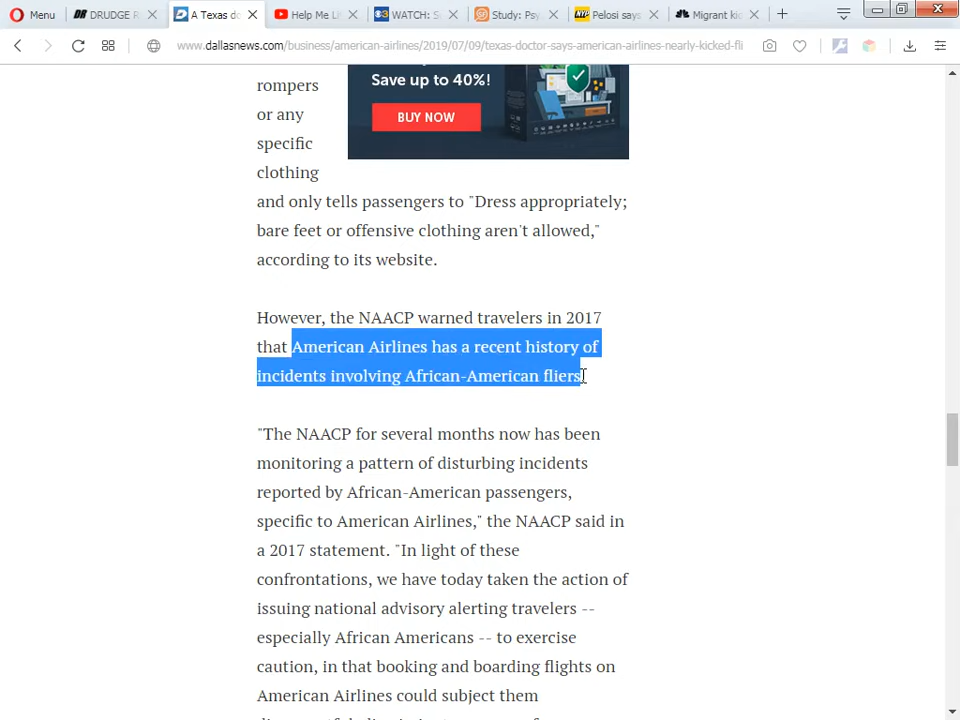 Menu
DRUDGE R
A Texas do
Help Me Li
WATCH: S
Study: Psy
Pelosi says
Migrant kid
www.dallasnews.com/business/american-airlines/2019/07/09/texas-doctor-says-american-airlines-nearly-kicked-fli
Save up to 40%!
BUY NOW
rompers
or any
specific
clothing
and only tells passengers to "Dress appropriately;
bare feet or offensive clothing aren't allowed,"
according to its website.
However, the NAACP warned travelers in 2017
that American Airlines has a recent history of
incidents involving African-American fliers.
"The NAACP for several months now has been
monitoring a pattern of disturbing incidents
reported by African-American passengers,
specific to American Airlines," the NAACP said in
a 2017 statement. "In light of these
confrontations, we have today taken the action of
issuing national advisory alerting travelers --
especially African Americans -- to exercise
caution, in that booking and boarding flights on
American Airlines could subject them